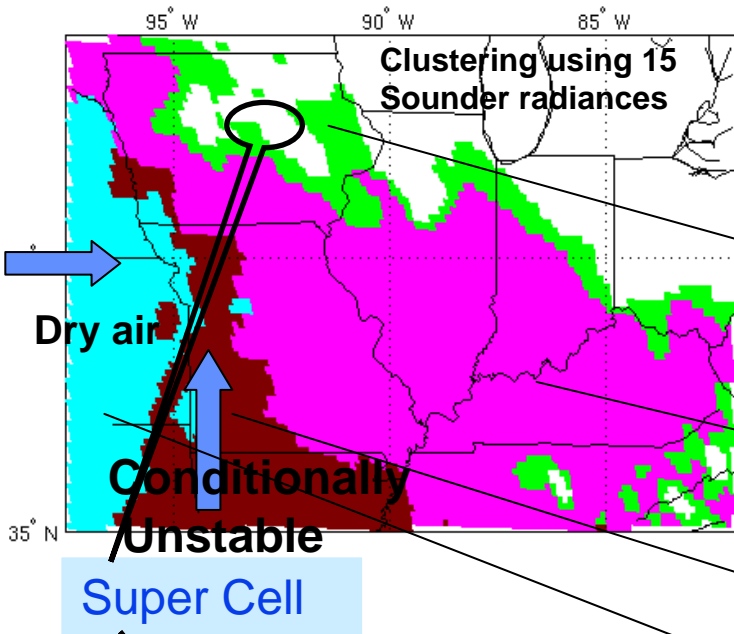 95° W 90° W 85° W
Clustering using 15
Sounder radiances
Dry air
Conditionally
Unstable
35° N
Super Cell